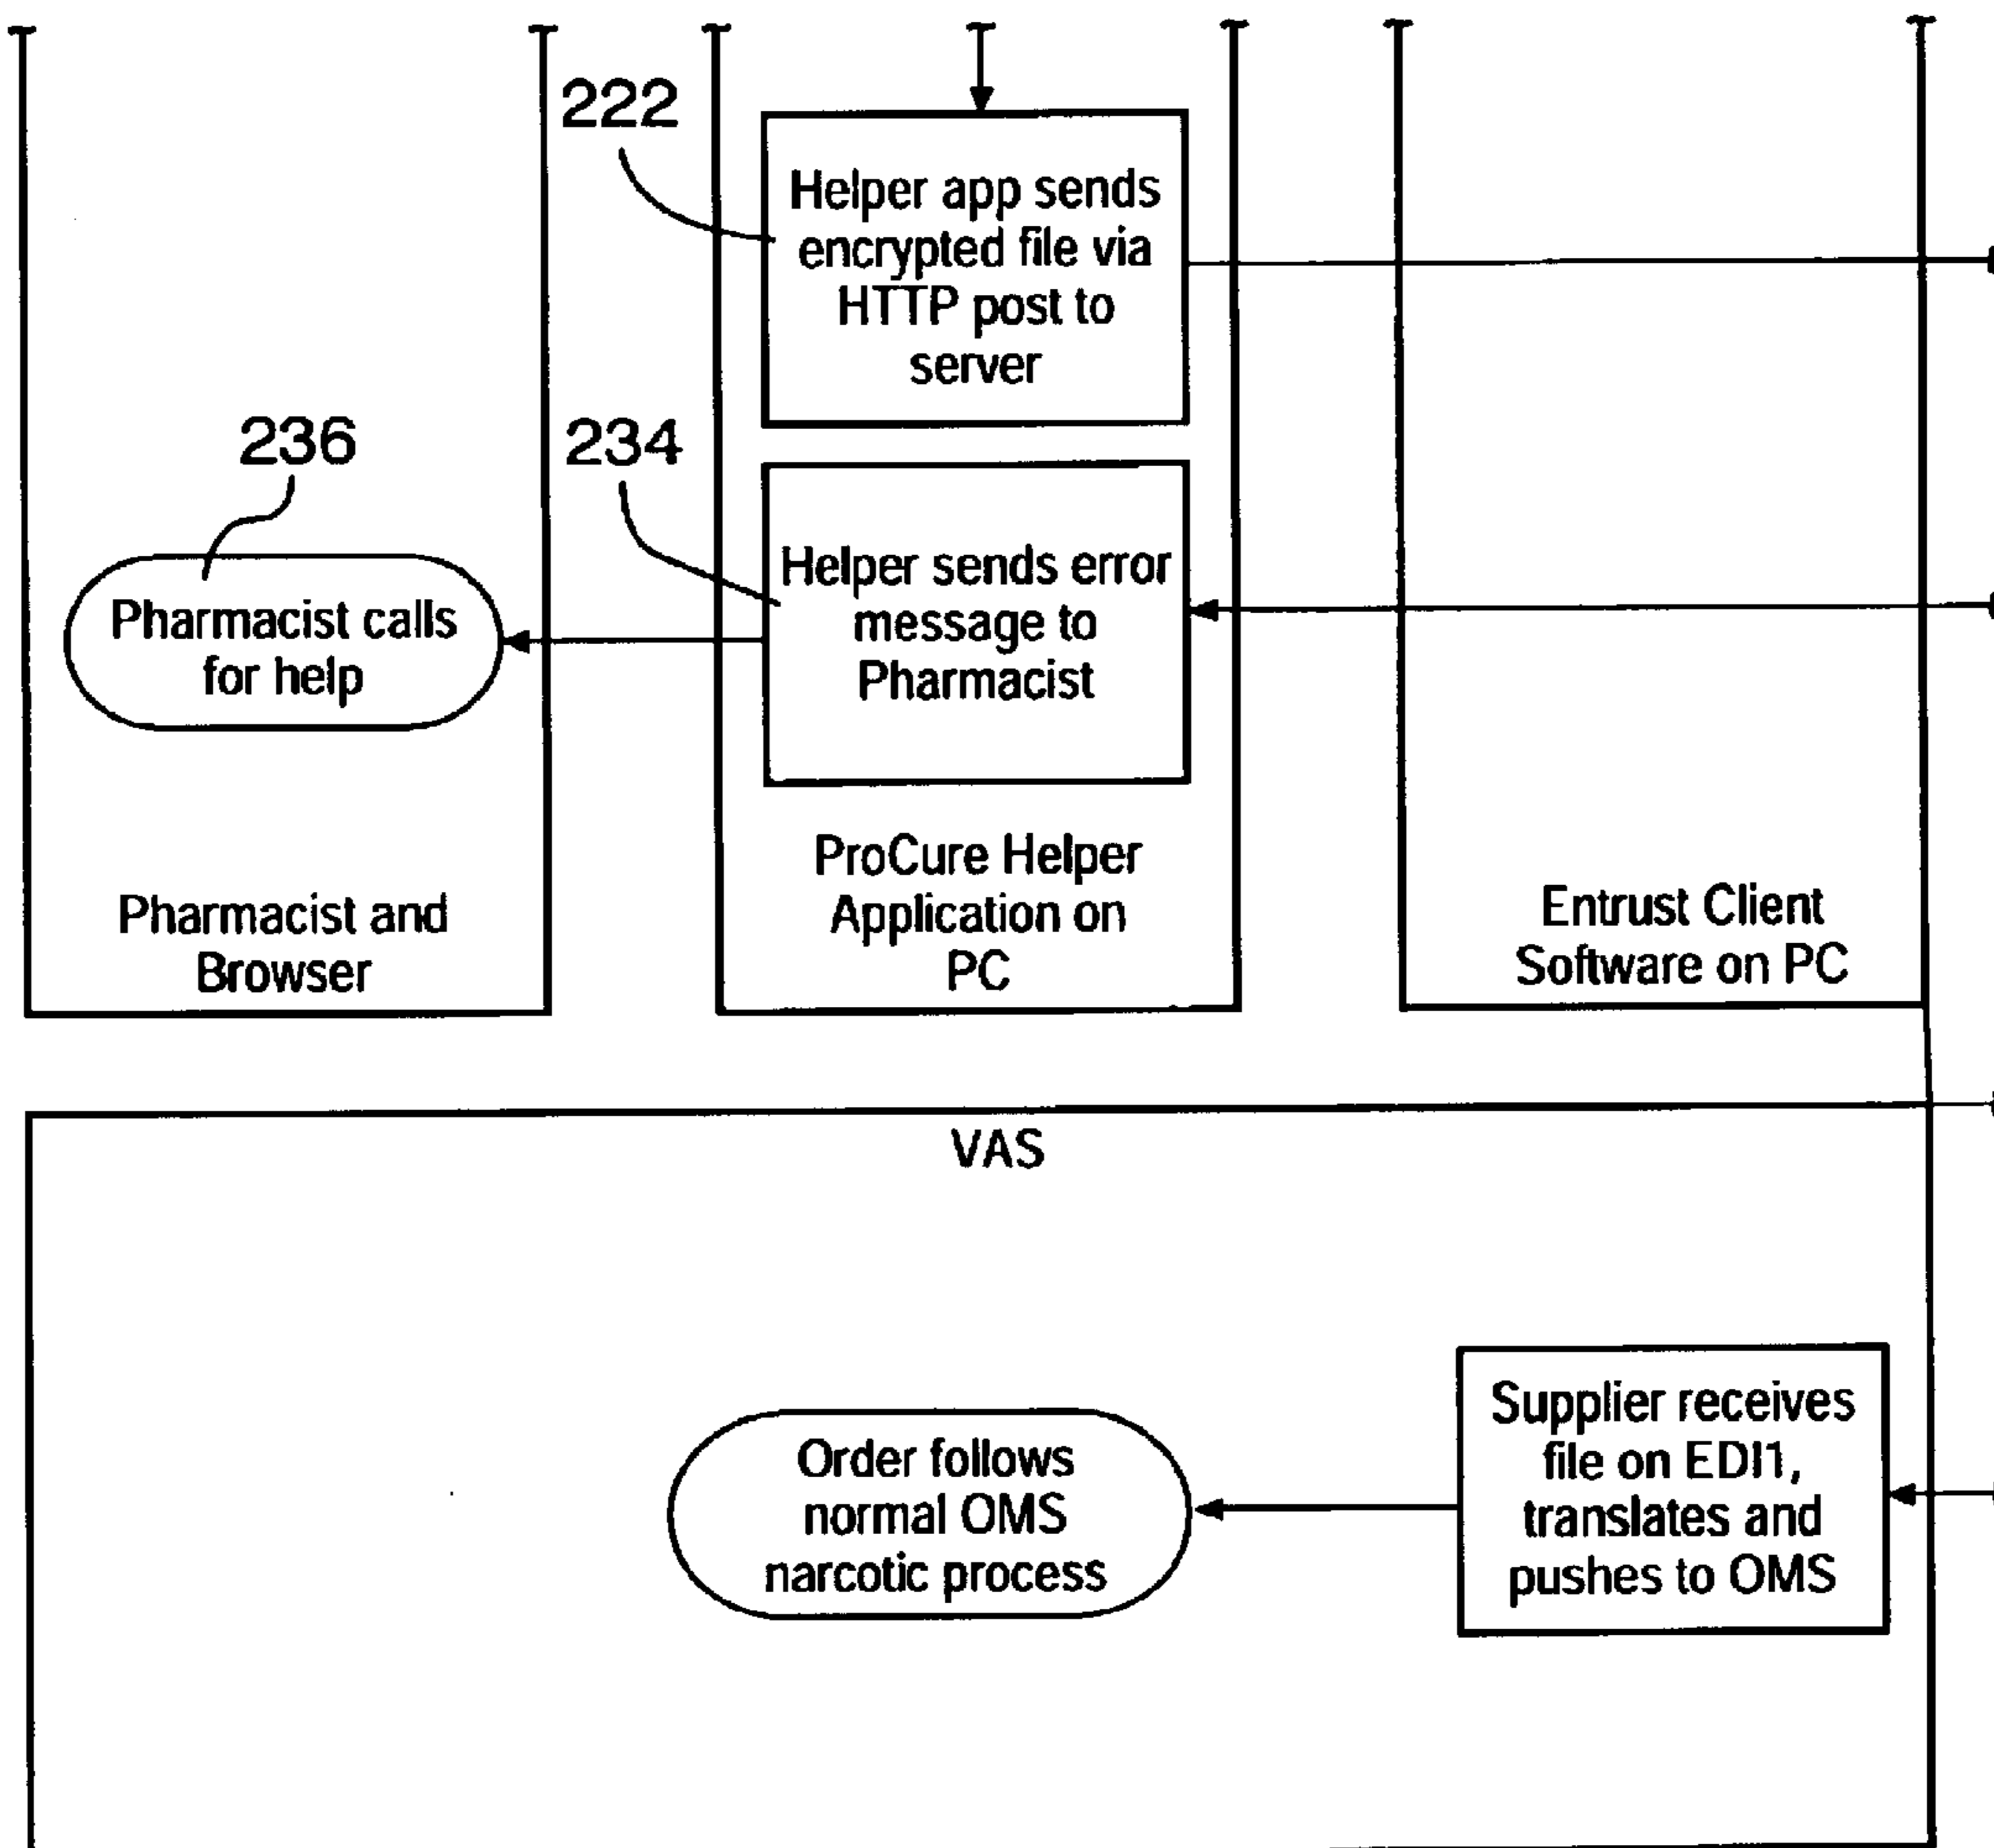 222
Helper app sends
encrypted file via
HTTP post to
server
236
234
Pharmacist calls
for help
Helper sends error
message to
Pharmacist
Pharmacist and
Browser
ProCure Helper
Application on
PC
Entrust Client
Software on PC
VAS
Order follows
normal OMS
narcotic process
Supplier receives
file on EDI1,
translates and
pushes to OMS